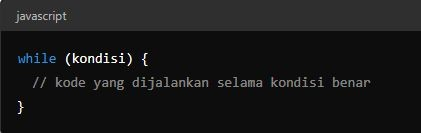 javascript
while (kondisi) {
// kode yang dijalankan selama kondisi benar
}